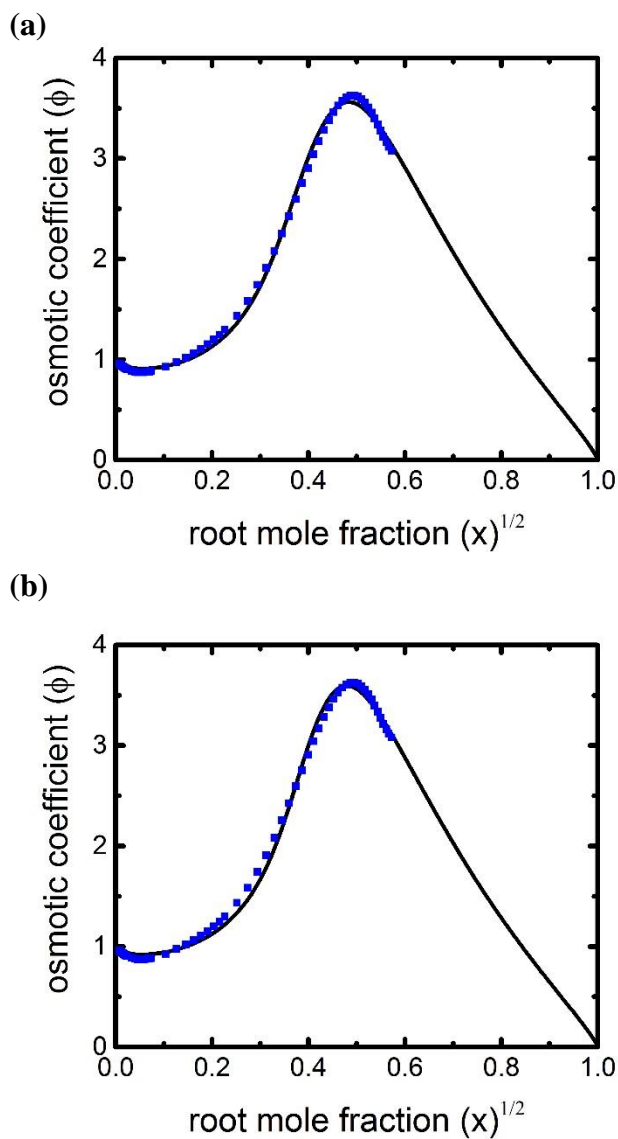 (a)
osmotic coefficient (ϕ)
4
3
2
1
0
0.0 0.2 0.4 0.6 0.8 1.0
root mole fraction (x)^{1/2}
(b)
osmotic coefficient (ϕ)
4
3
2
1
0
0.0 0.2 0.4 0.6 0.8 1.0
root mole fraction (x)^{1/2}